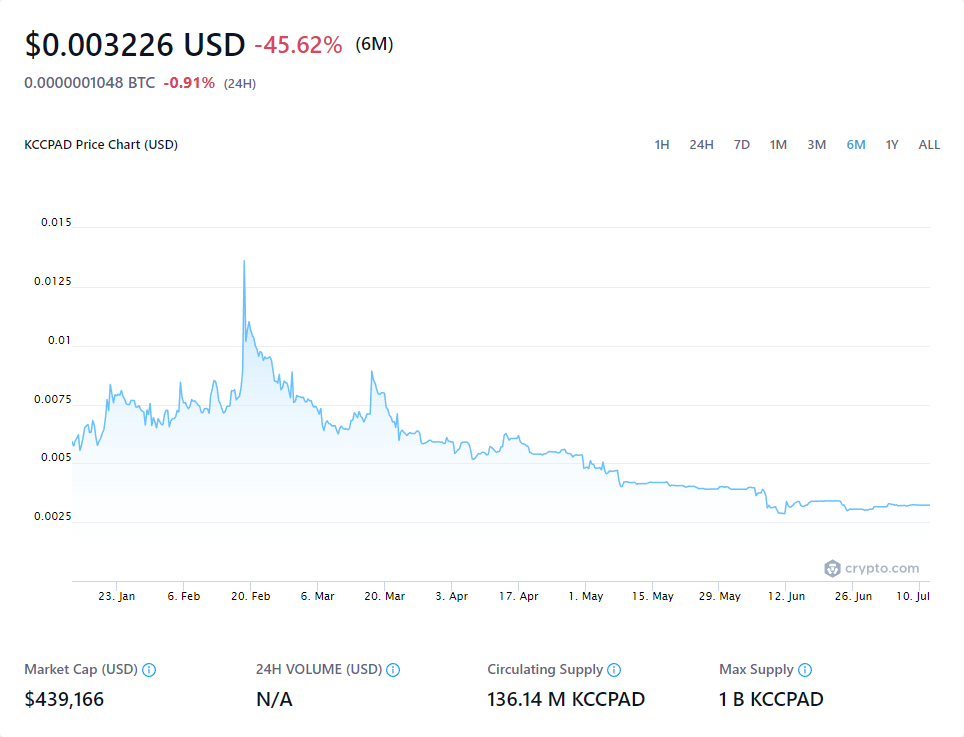 $0.003226 USD -45.62% (6M)
0.0000001048 BTC -0.91% (24H)
KCCPAD Price Chart (USD) 1H 24H 7D 1M 3M 6M 1Y ALL
0.015
0.0125
0.01
0.0075
0.005
0.0025
crypto.com
23. Jan 6. Feb 20. Feb 6. Mar 20. Mar 3. Apr 17. Apr 1. May 15. May 29. May 12. Jun 26. Jun 10. Jul
Market Cap (USD) 24H VOLUME (USD) Circulating Supply Max Supply
$439,166 N/A 136.14 M KCCPAD 1 B KCCPAD